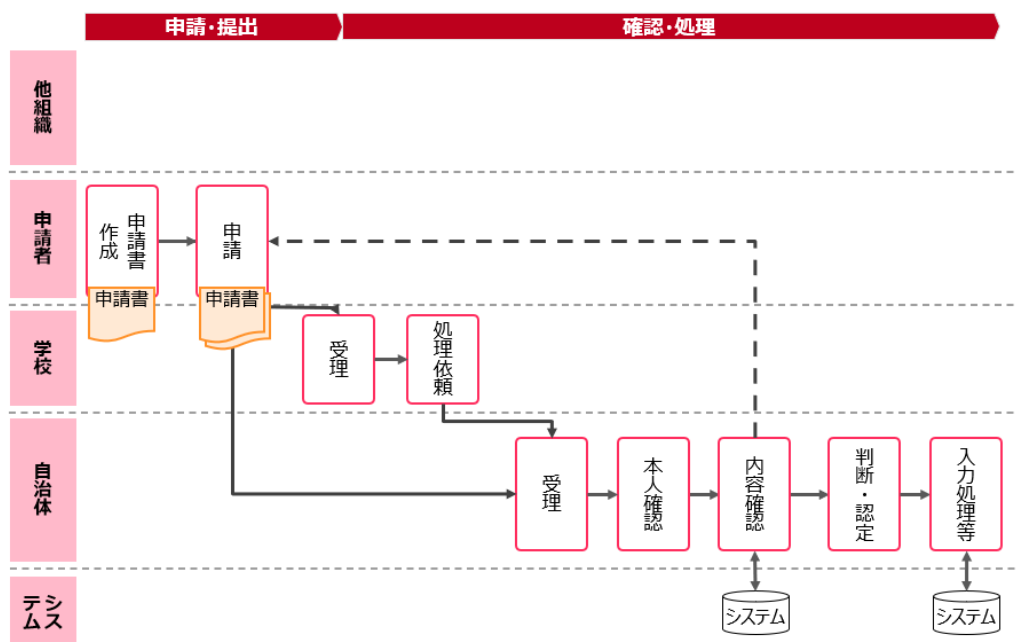 申請・提出
確認・処理
他組織
申請者
申請書
作成
申請
申請書
申請書
学校
受理
処理依頼
自治体
受理
本人確認
内容確認
判断・認定
入力処理等
システム
システム
システム